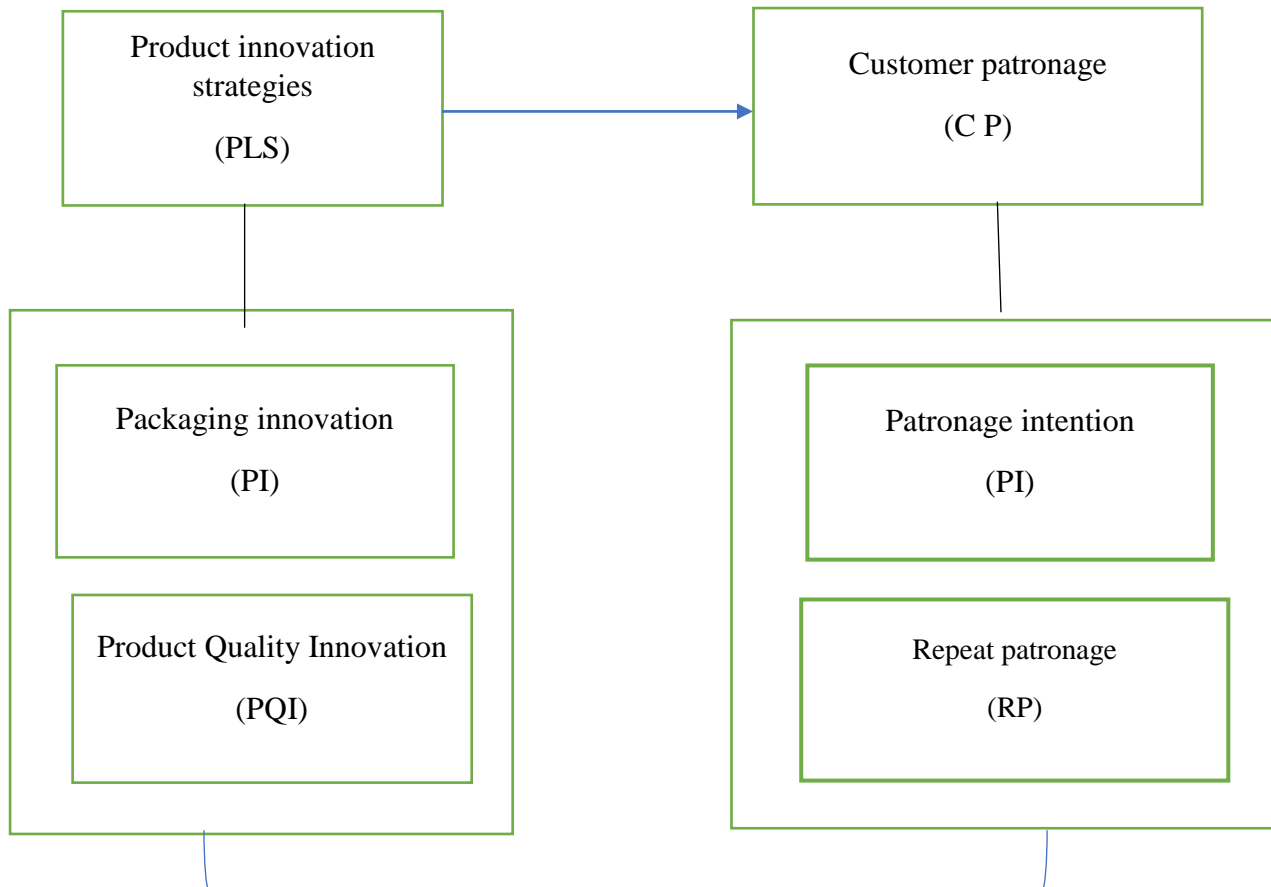 Product innovation
strategies
(PLS)
Customer patronage
(C P)
Packaging innovation
(PI)
Product Quality Innovation
(PQI)
Patronage intention
(PI)
Repeat patronage
(RP)